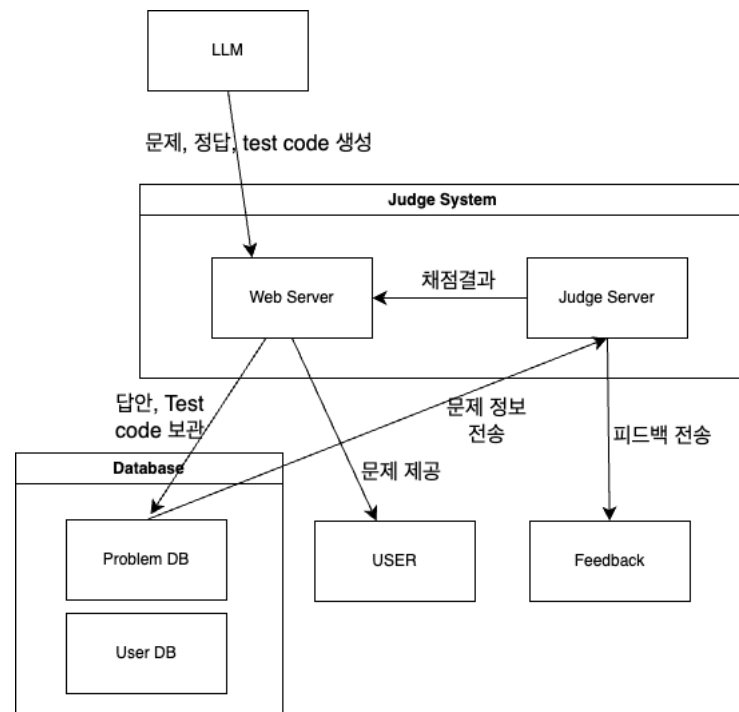 LLM
문제, 정답, test code 생성
Judge System
Web Server
채점결과
Judge Server
답안, Test
code 보관
문제 정보
전송
피드백 전송
Database
문제 제공
Problem DB
USER
Feedback
User DB